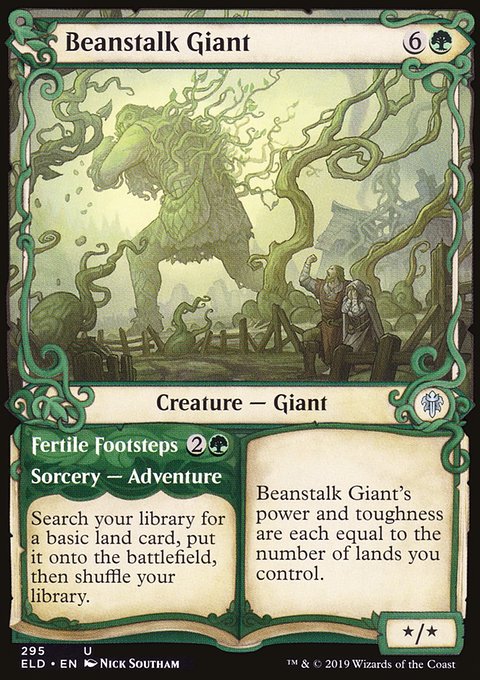 Beanstalk Giant 6
Creature — Giant
Fertile Footsteps 2
Sorcery — Adventure
Search your library for
a basic land card, put
it onto the battlefield,
then shuffle your
library.
Beanstalk Giant's
power and toughness
are each equal to the
number of lands you
control.
*/*
295 U
ELD • EN Nick Southam
™ & © 2019 Wizards of the Coast